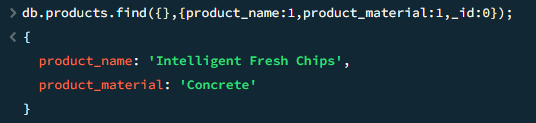 > db.products.find({},{product_name:1,product_material:1,_id:0});
< {
product_name: 'Intelligent Fresh Chips',
product_material: 'Concrete'
}